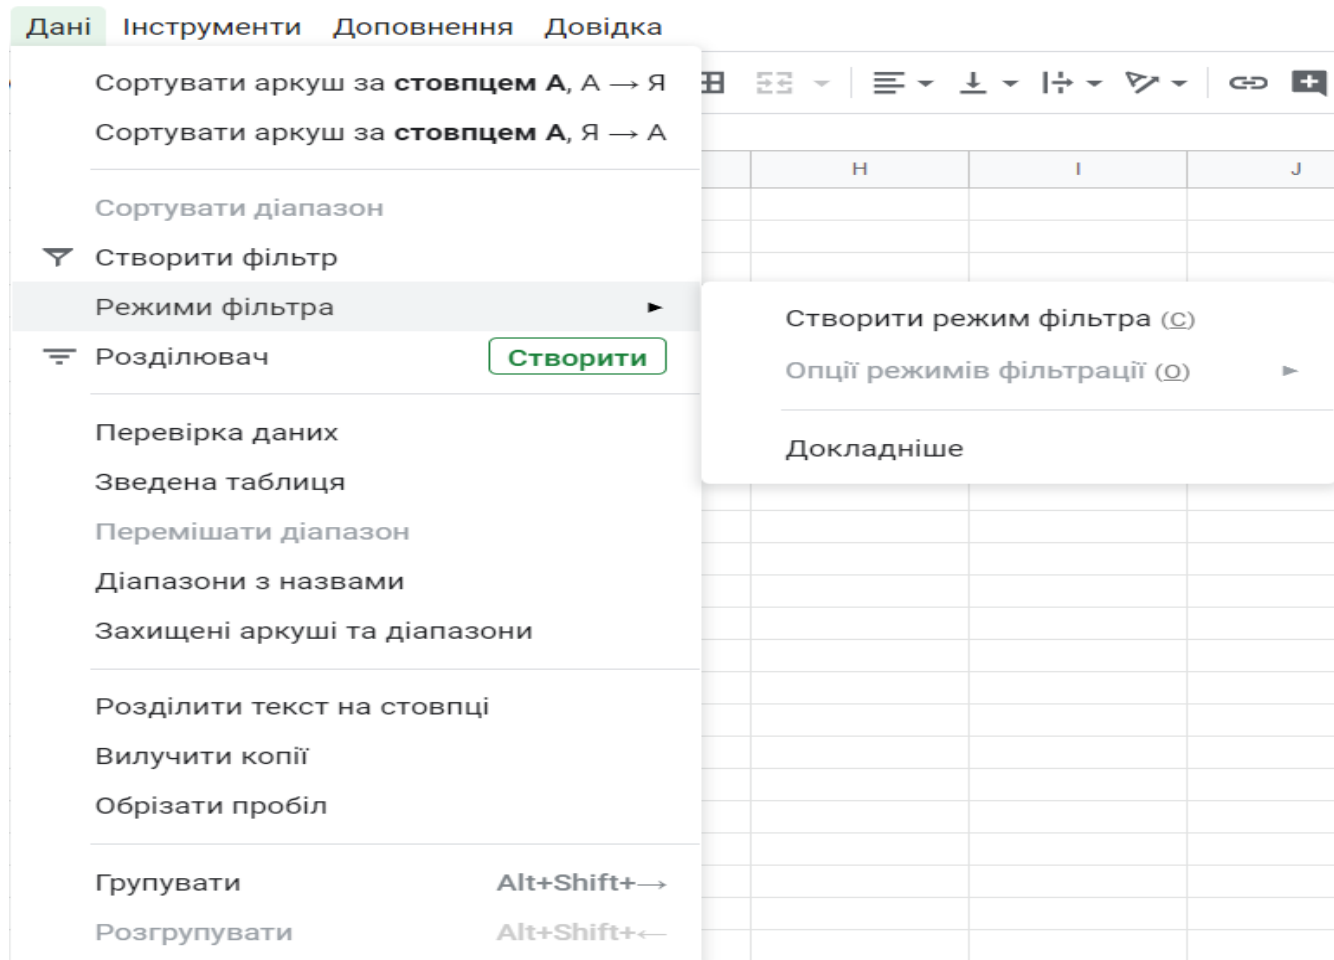 Дані Інструменти Доповнення Довідка
Сортувати аркуш за стовпцем A, А → Я
Сортувати аркуш за стовпцем A, Я → А
H I J
Сортувати діапазон
Створити фільтр
Режими фільтра ►
Створити режим фільтра (C)
Розділювач Створити
Опції режимів фільтрації (O) ►
Докладніше
Перевірка даних
Зведена таблиця
Перемішати діапазон
Діапазони з назвами
Захищені аркуші та діапазони
Розділити текст на стовпці
Вилучити копії
Обрізати пробіл
Групувати Alt+Shift+→
Розгрупувати Alt+Shift+←